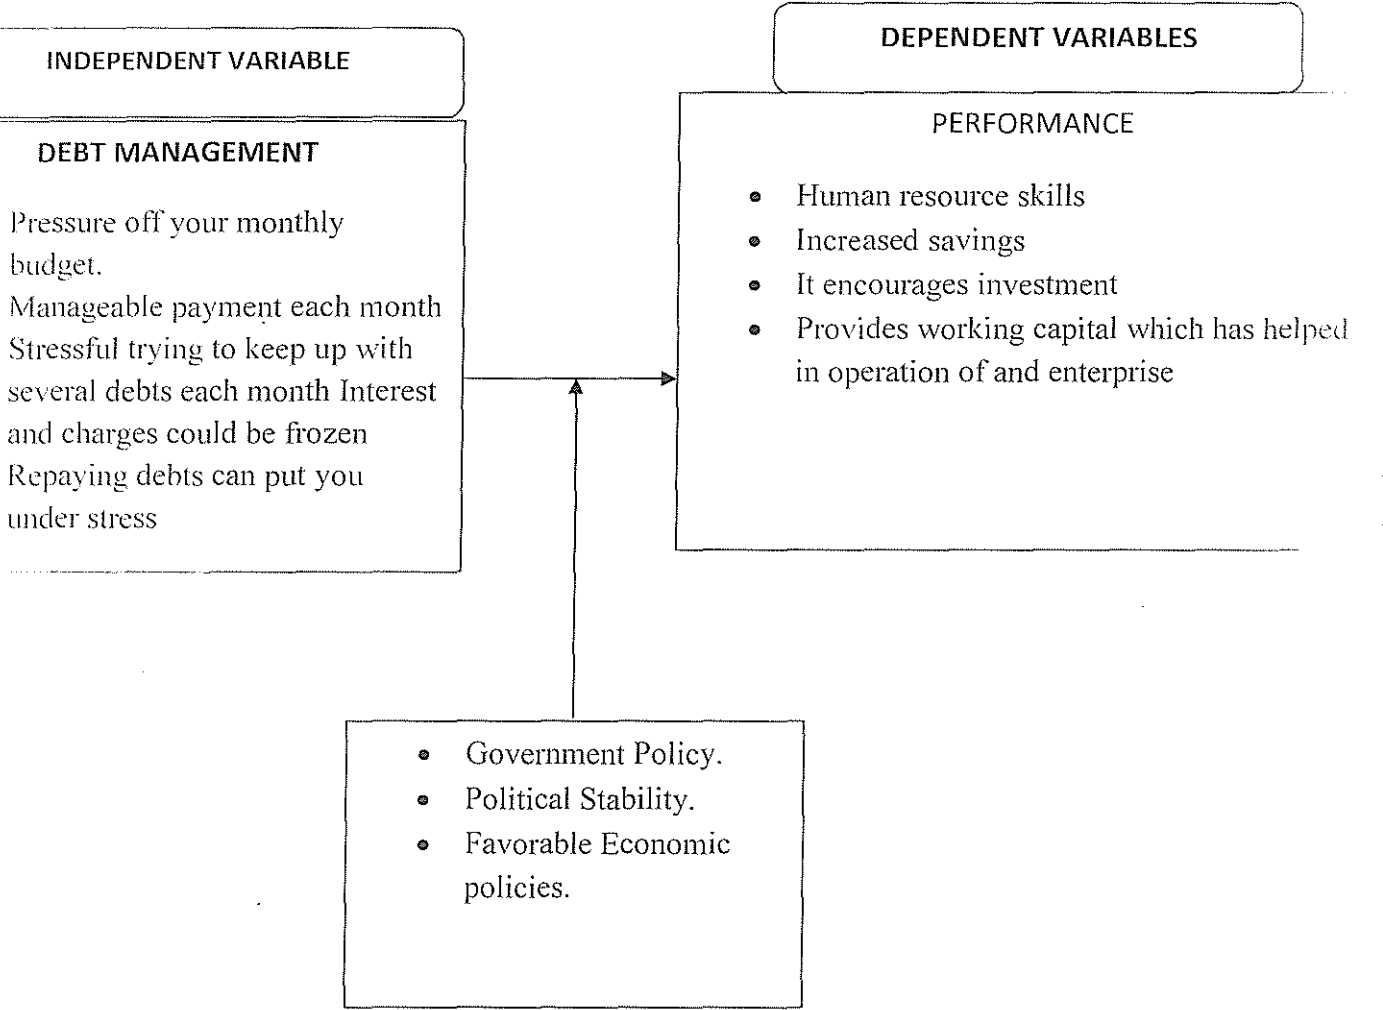 INDEPENDENT VARIABLE
DEBT MANAGEMENT
Pressure off your monthly
budget.
Manageable payment each month
Stressful trying to keep up with
several debts each month Interest
and charges could be frozen
Repaying debts can put you
under stress
DEPENDENT VARIABLES
PERFORMANCE
• Human resource skills
• Increased savings
• It encourages investment
• Provides working capital which has helped
in operation of and enterprise
• Government Policy.
• Political Stability.
• Favorable Economic
policies.